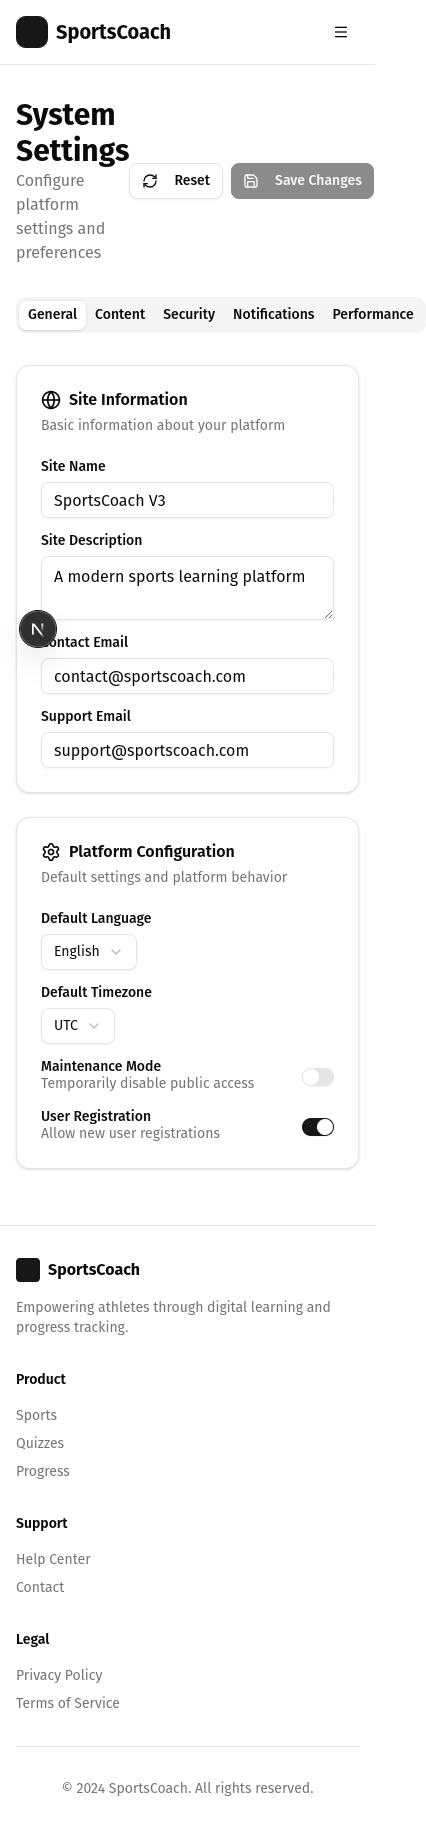 SportsCoach
System
Settings
Configure
platform
settings and
preferences
Reset
Save Changes
General
Content
Security
Notifications
Performance
Site Information
Basic information about your platform
Site Name
SportsCoach V3
Site Description
A modern sports learning platform
N
ontact Email
contact@sportscoach.com
Support Email
support@sportscoach.com
Platform Configuration
Default settings and platform behavior
Default Language
English
Default Timezone
UTC
Maintenance Mode
Temporarily disable public access
User Registration
Allow new user registrations
SportsCoach
Empowering athletes through digital learning and
progress tracking.
Product
Sports
Quizzes
Progress
Support
Help Center
Contact
Legal
Privacy Policy
Terms of Service
© 2024 SportsCoach. All rights reserved.